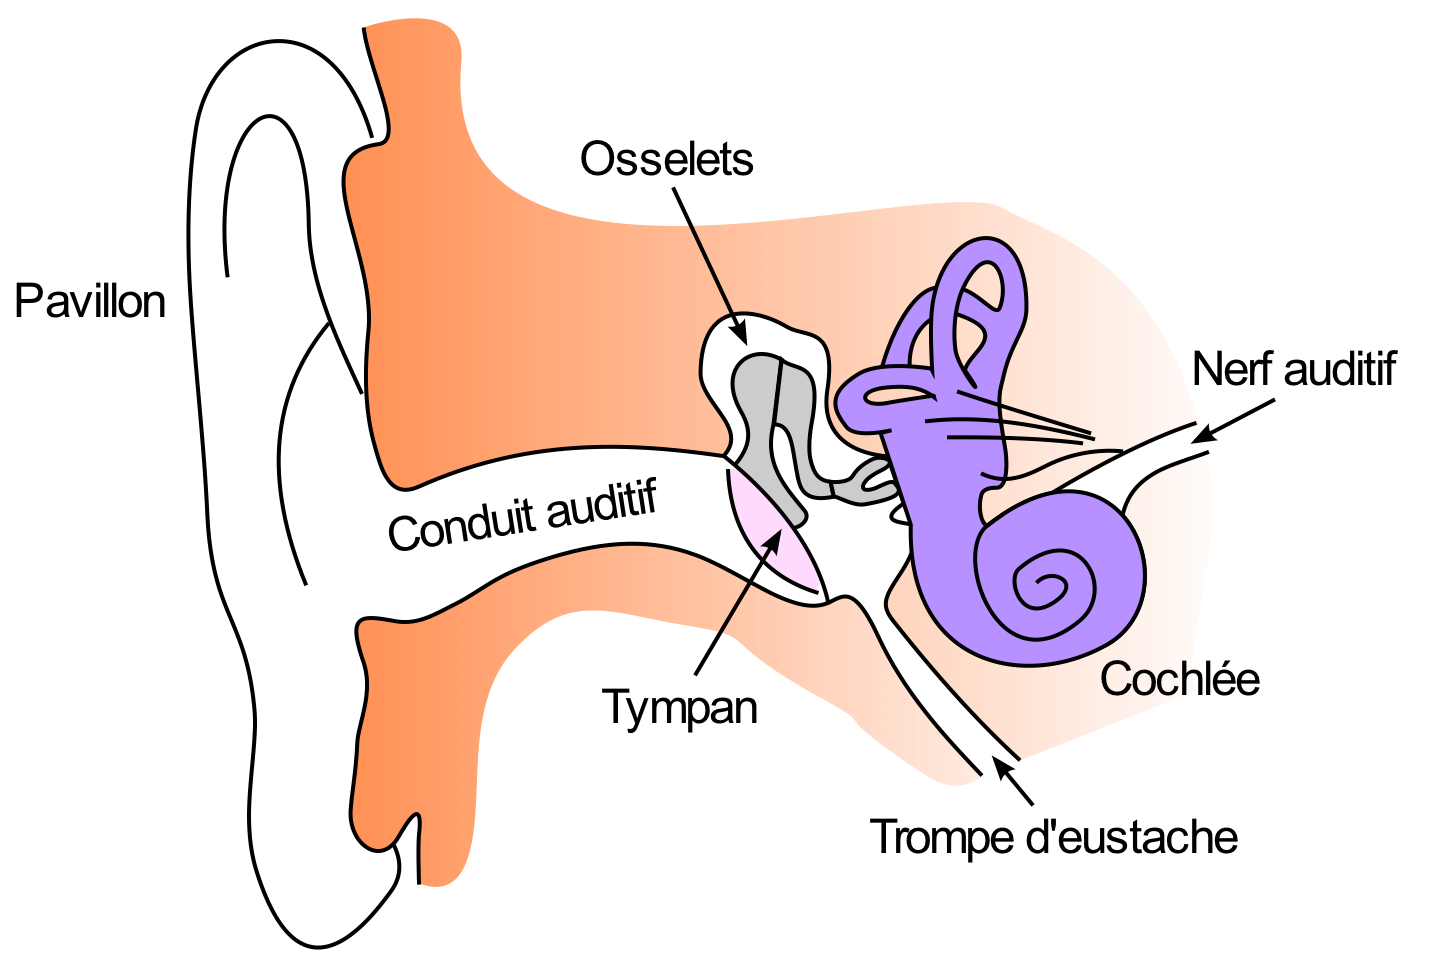 Osselets
Pavillon
Nerf auditif
Conduit auditif
Cochlée
Tympan
Trompe d'eustache